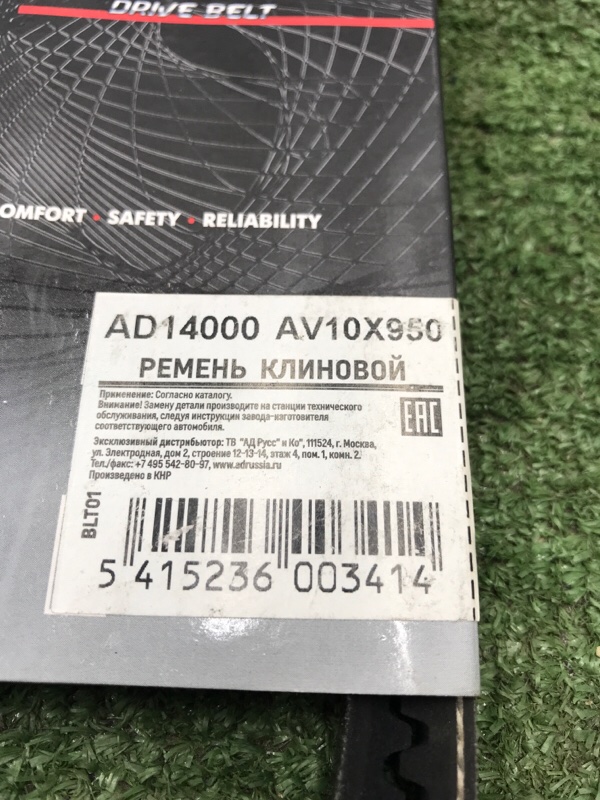 DRIVE BELT
OMFORT • SAFETY • RELIABILITY
AD14000 AV10X950
РЕМЕНЬ КЛИНОВОЙ
Применение: Согласно каталогу.
Внимание! Замену детали производите на станции технического
обслуживания, следуя инструкции завода-изготовителя
соответствующего автомобиля.
EAC
Эксклюзивный дистрибьютор: ТВ "АД Русс" и Ко", 111524, г. Москва,
ул. Электродная, дом 2, строение 12-13-14, этаж 4, пом. 1, комн. 2.
Тел./факс: +7 495 542-80-97, www.adrussia.ru
Произведено в КНР
BLT01
5 415236 003414